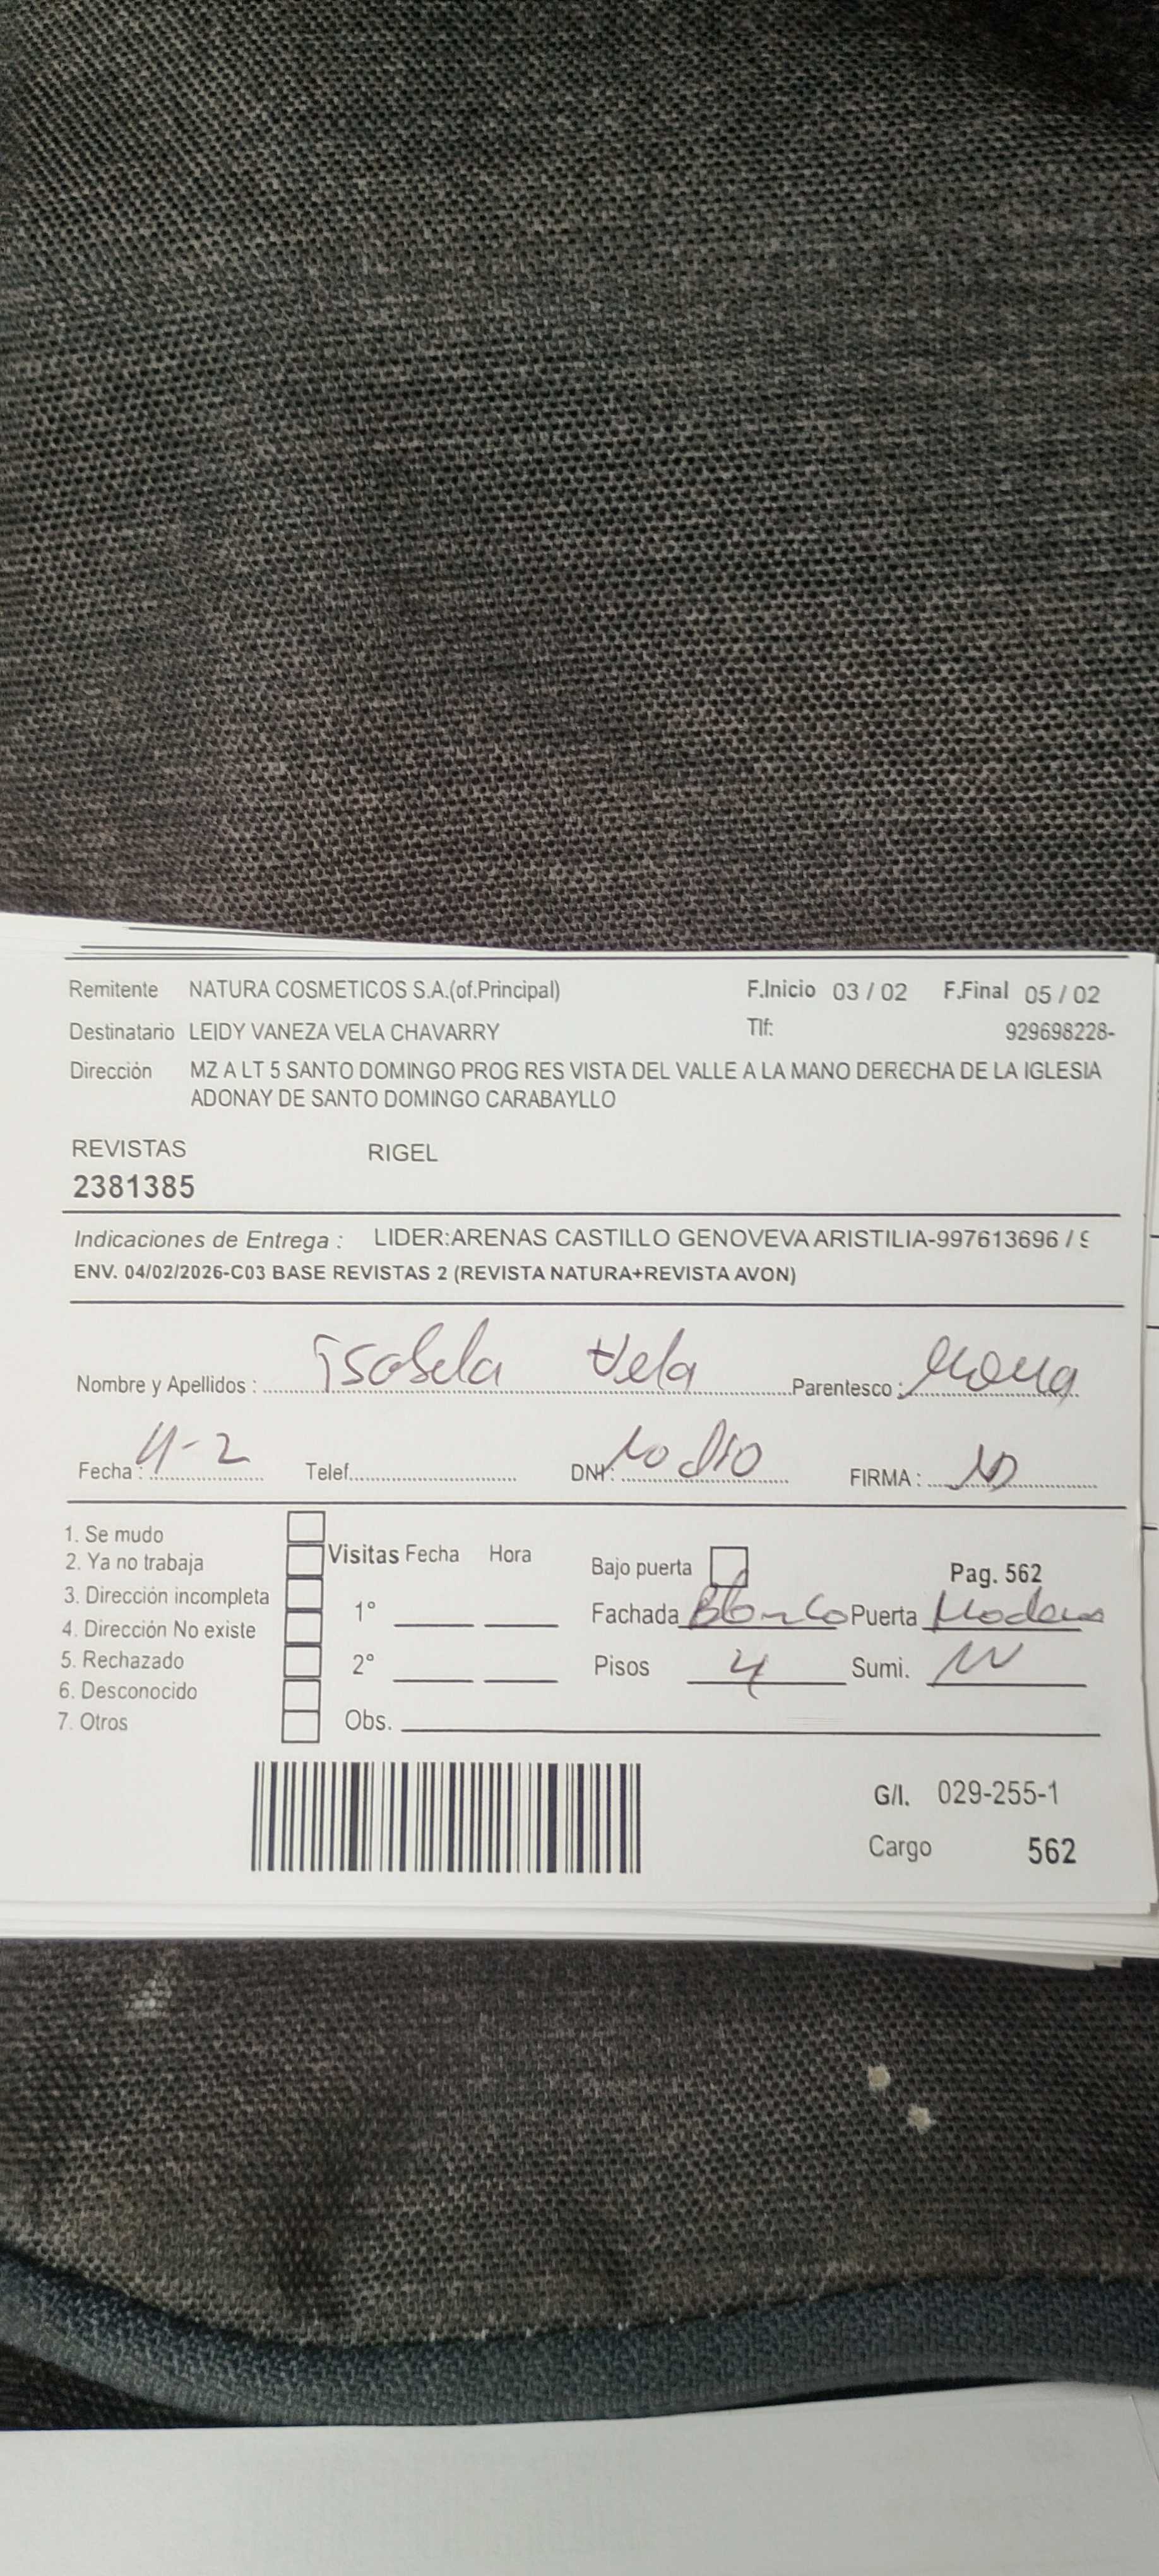 Remitente NATURA COSMETICOS S.A.(of.Principal) F.Inicio 03 / 02 F.Final 05 / 02
Destinatario LEIDY VANEZA VELA CHAVARRY Tlf: 929698228-
Dirección MZ A LT 5 SANTO DOMINGO PROG RES VISTA DEL VALLE A LA MANO DERECHA DE LA IGLESIA
ADONAY DE SANTO DOMINGO CARABAYLLO
REVISTAS RIGEL
2381385
Indicaciones de Entrega : LIDER:ARENAS CASTILLO GENOVEVA ARISTILIA-997613696 /
ENV. 04/02/2026-C03 BASE REVISTAS 2 (REVISTA NATURA+REVISTA AVON)
Nombre y Apellidos : Isabela Vela Parentesco :
Fecha : 4-2 Telef. DNI: No dio FIRMA :
1. Se mudo
2. Ya no trabaja Visitas Fecha Hora Bajo puerta Pag. 562
3. Dirección incompleta 1° Fachada Blanco Puerta Madera
4. Dirección No existe
5. Rechazado 2° Pisos 4 Sumi.
6. Desconocido
7. Otros Obs.
G/I. 029-255-1
Cargo 562